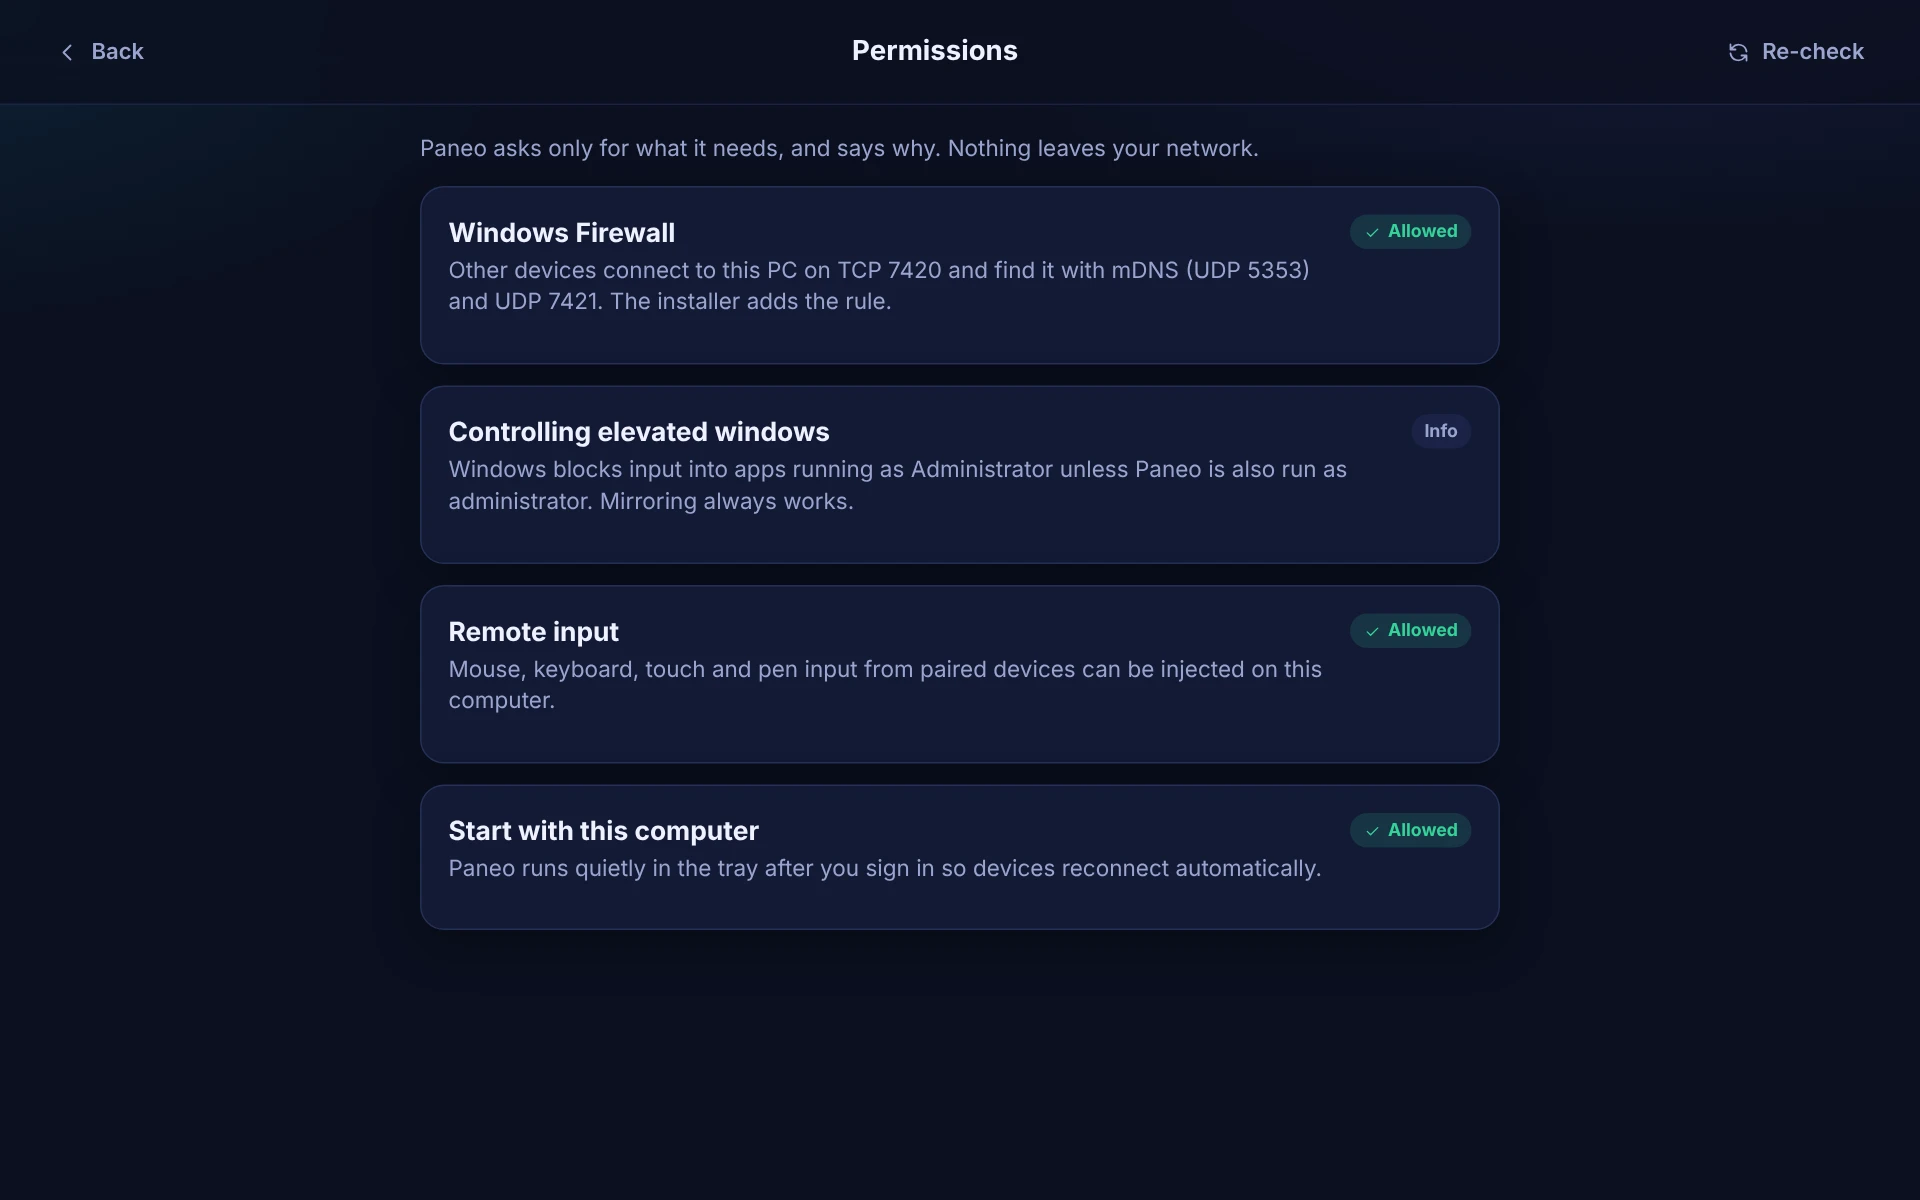 Back
Permissions
Re-check
Paneo asks only for what it needs, and says why. Nothing leaves your network.
Windows Firewall
Allowed
Other devices connect to this PC on TCP 7420 and find it with mDNS (UDP 5353)
and UDP 7421. The installer adds the rule.
Controlling elevated windows
Info
Windows blocks input into apps running as Administrator unless Paneo is also run as
administrator. Mirroring always works.
Remote input
Allowed
Mouse, keyboard, touch and pen input from paired devices can be injected on this
computer.
Start with this computer
Allowed
Paneo runs quietly in the tray after you sign in so devices reconnect automatically.